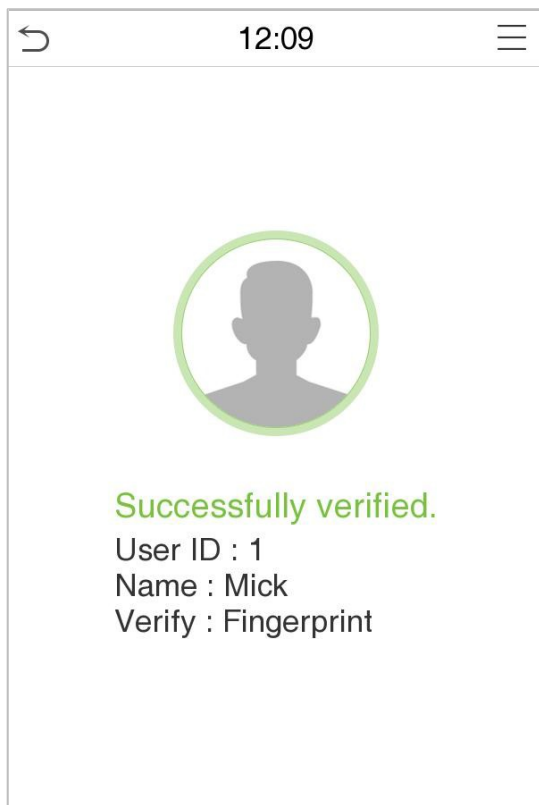 12:09
Successfully verified.
User ID : 1
Name : Mick
Verify : Fingerprint